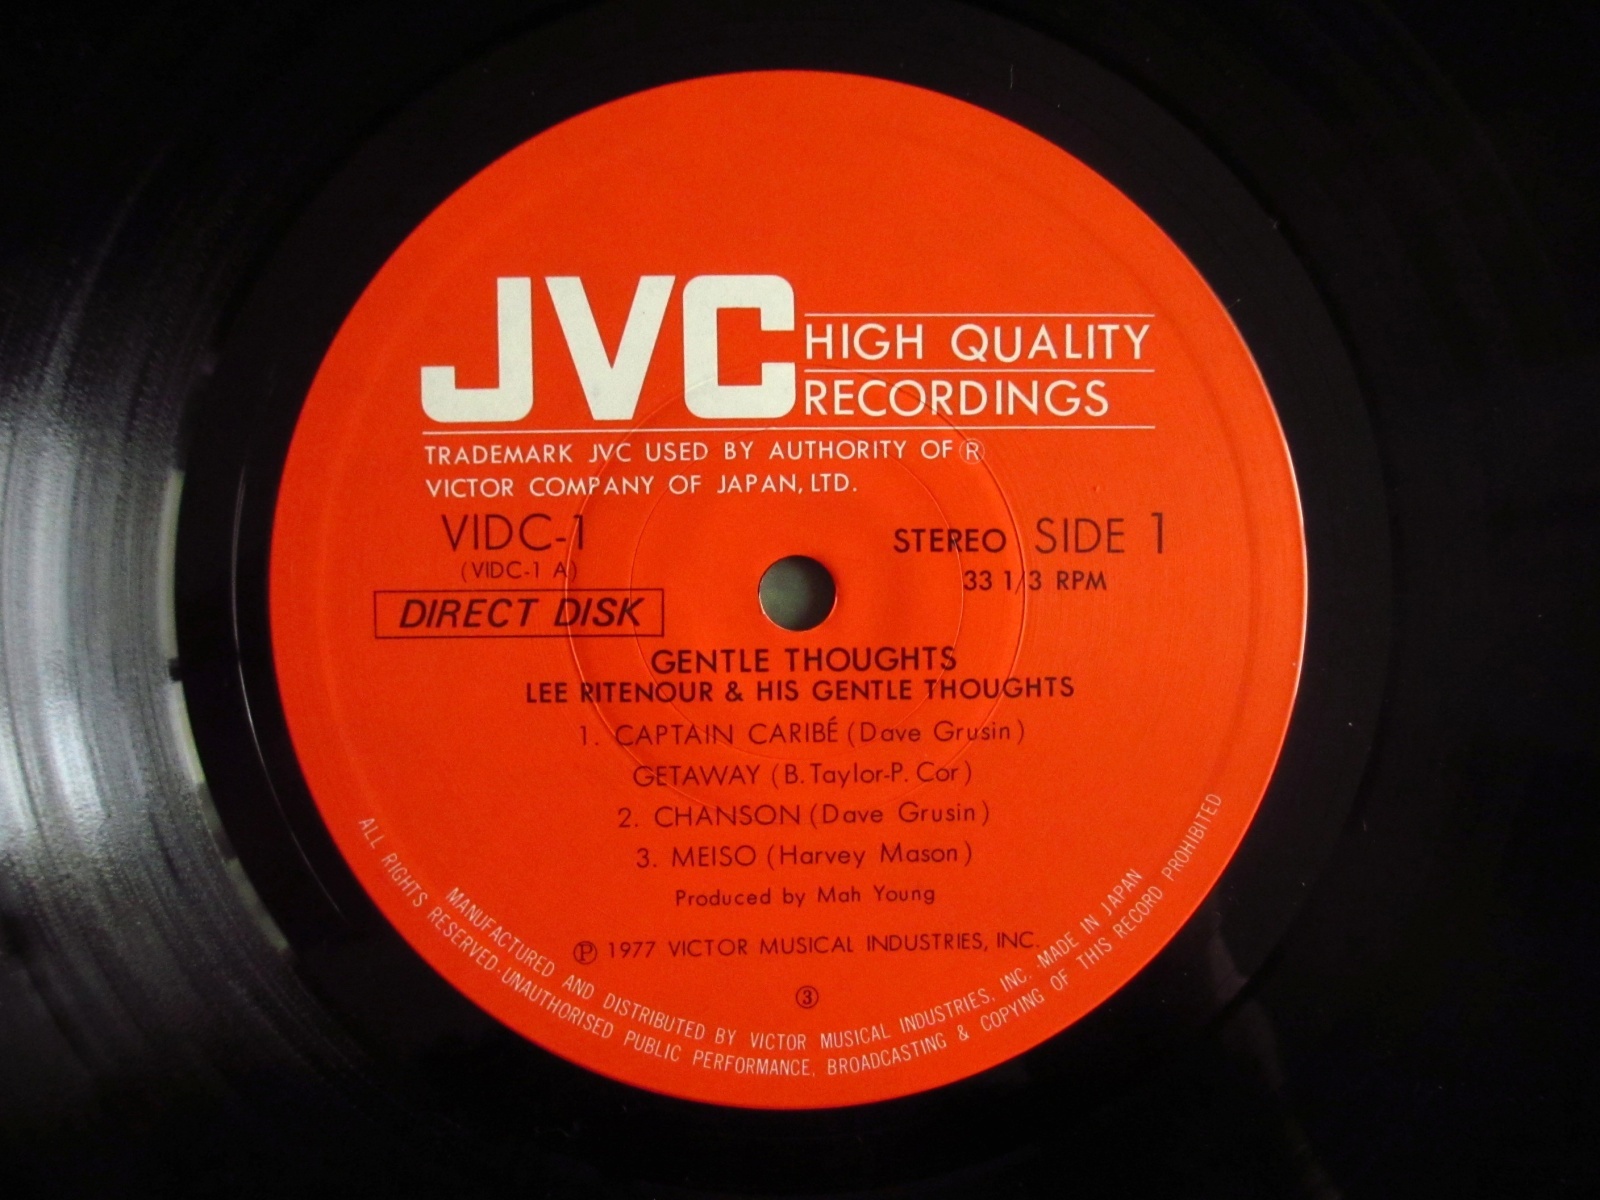 JVC HIGH QUALITY
RECORDINGS
TRADEMARK JVC USED BY AUTHORITY OF ®
VICTOR COMPANY OF JAPAN, LTD.
VIDC-1 STEREO SIDE 1
(VIDC-1 A) 33 1/3 RPM
DIRECT DISK
GENTLE THOUGHTS
LEE RITENOUR & HIS GENTLE THOUGHTS
1. CAPTAIN CARIBÉ (Dave Grusin)
GETAWAY (B. Taylor-P. Cor)
2. CHANSON (Dave Grusin)
3. MEISO (Harvey Mason)
Produced by Mah Young
℗ 1977 VICTOR MUSICAL INDUSTRIES, INC.
③
MANUFACTURED AND DISTRIBUTED BY VICTOR MUSICAL INDUSTRIES, INC. · MADE IN JAPAN
ALL RIGHTS RESERVED · UNAUTHORISED PUBLIC PERFORMANCE, BROADCASTING & COPYING OF THIS RECORD PROHIBITED